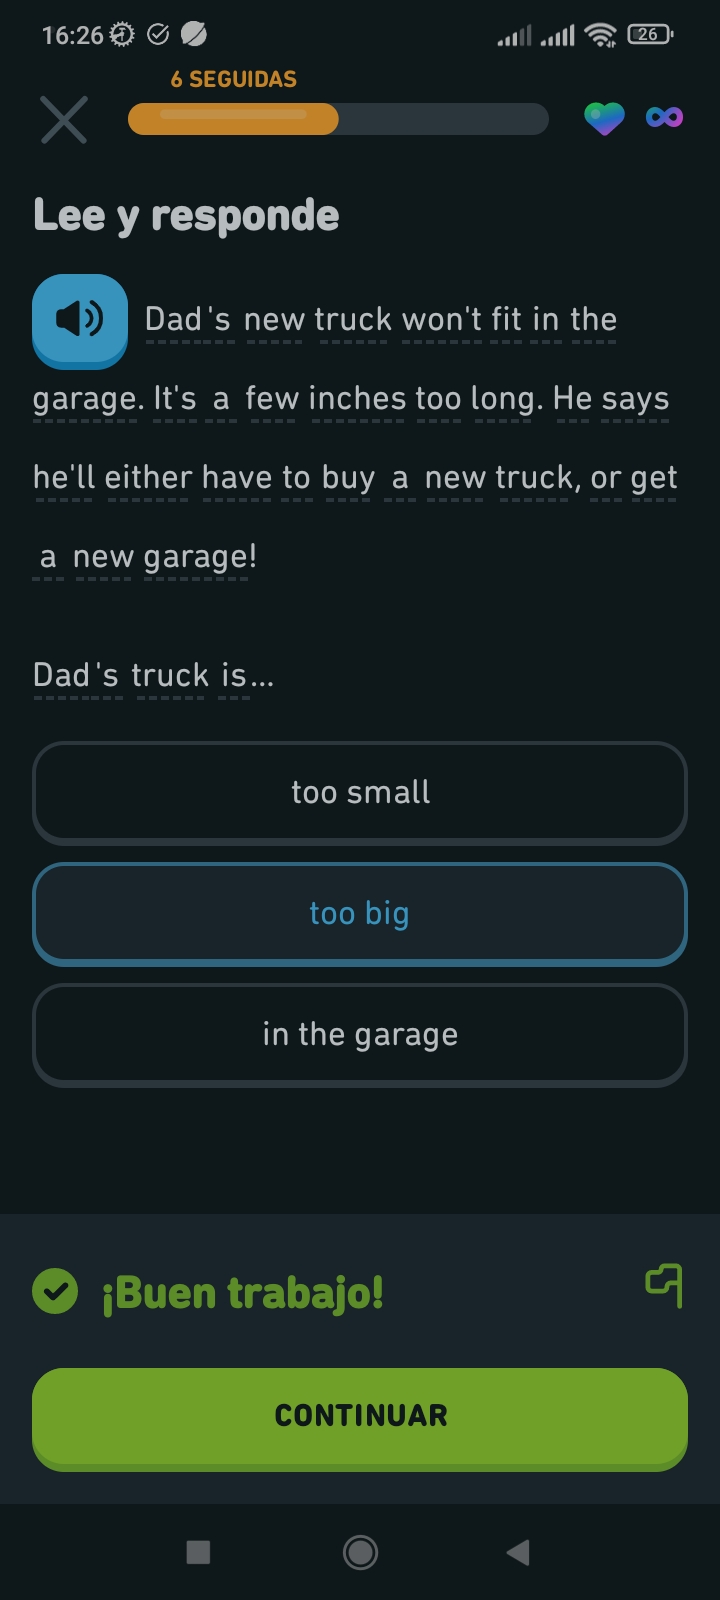 16:26
26
6 SEGUIDAS
Lee y responde
Dad's new truck won't fit in the
garage. It's a few inches too long. He says
he'll either have to buy a new truck, or get
a new garage!
Dad's truck is...
too small
too big
in the garage
¡Buen trabajo!
CONTINUAR